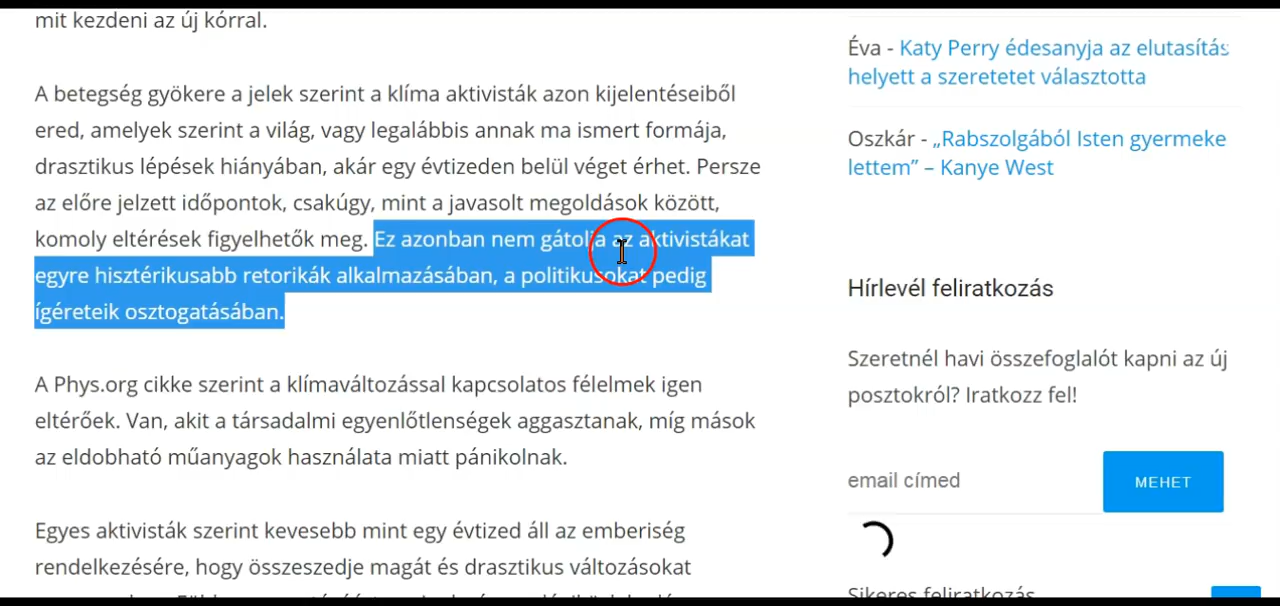 mit kezdeni az új kórral.
A betegség gyökere a jelek szerint a klíma aktivisták azon kijelentéseiből
ered, amelyek szerint a világ, vagy legalábbis annak ma ismert formája,
drasztikus lépések hiányában, akár egy évtizeden belül véget érhet. Persze
az előre jelzett időpontok, csakúgy, mint a javasolt megoldások között,
komoly eltérések figyelhetők meg. Ez azonban nem gátolja az aktivistákat
egyre hisztérikusabb retorikák alkalmazásában, a politikusokat pedig
ígéreteik osztogatásában.
A Phys.org cikke szerint a klímaváltozással kapcsolatos félelmek igen
eltérőek. Van, akit a társadalmi egyenlőtlenségek aggasztanak, míg mások
az eldobható műanyagok használata miatt pánikolnak.
Egyes aktivisták szerint kevesebb mint egy évtized áll az emberiség
rendelkezésére, hogy összeszedje magát és drasztikus változásokat
Éva - Katy Perry édesanyja az elutasítás
helyett a szeretetet választotta
Oszkár - „Rabszolgából Isten gyermeke
lettem” – Kanye West
Hírlevél feliratkozás
Szeretnél havi összefoglalót kapni az új
posztokról? Iratkozz fel!
email címed
MEHET
Sikeres feliratkozás